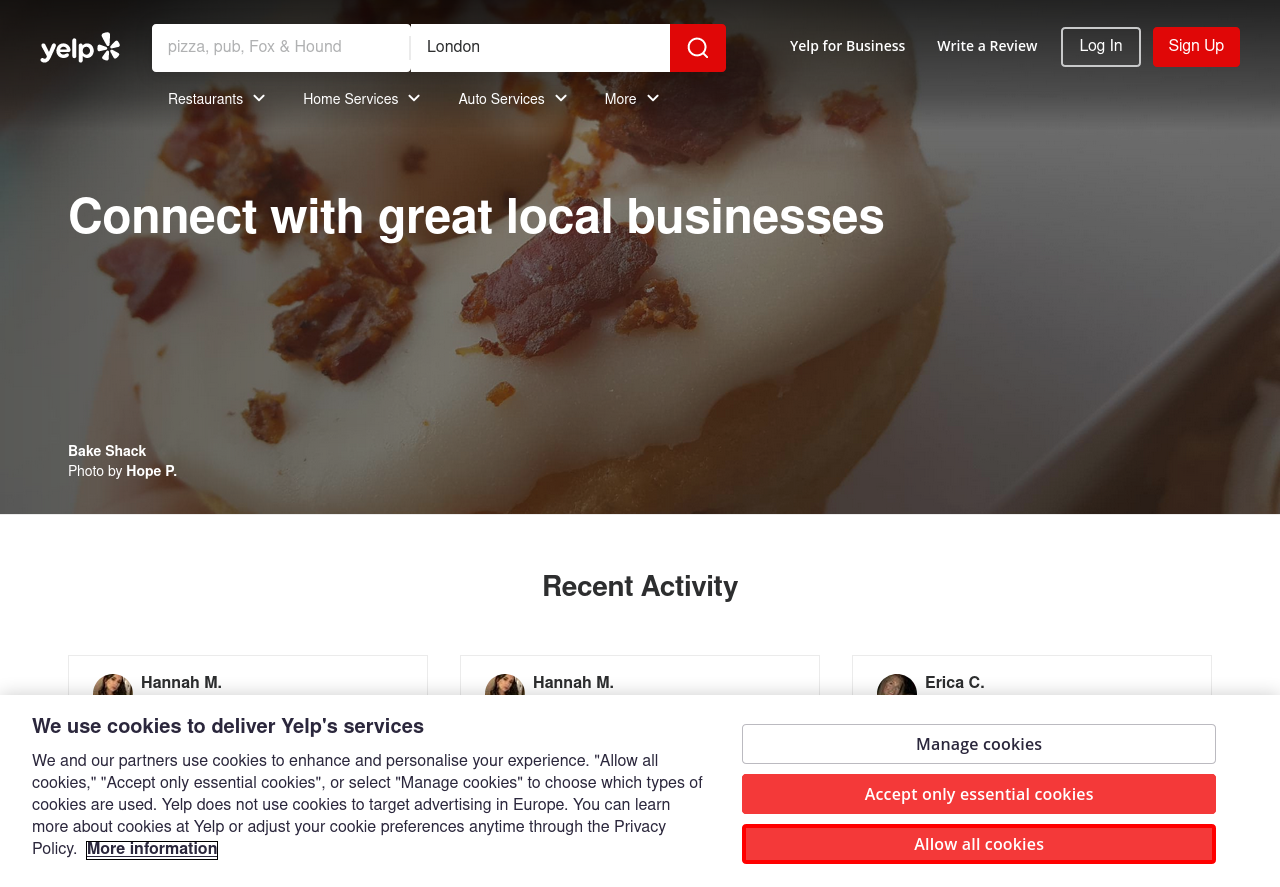 yelp
pizza, pub, Fox & Hound
London
Yelp for Business
Write a Review
Log In
Sign Up
Restaurants
Home Services
Auto Services
More
Connect with great local businesses
Bake Shack
Photo by Hope P.
Recent Activity
Hannah M.
Hannah M.
Erica C.
We use cookies to deliver Yelp's services
We and our partners use cookies to enhance and personalise your experience. "Allow all
cookies," "Accept only essential cookies", or select "Manage cookies" to choose which types of
cookies are used. Yelp does not use cookies to target advertising in Europe. You can learn
more about cookies at Yelp or adjust your cookie preferences anytime through the Privacy
Policy. More information
Manage cookies
Accept only essential cookies
Allow all cookies